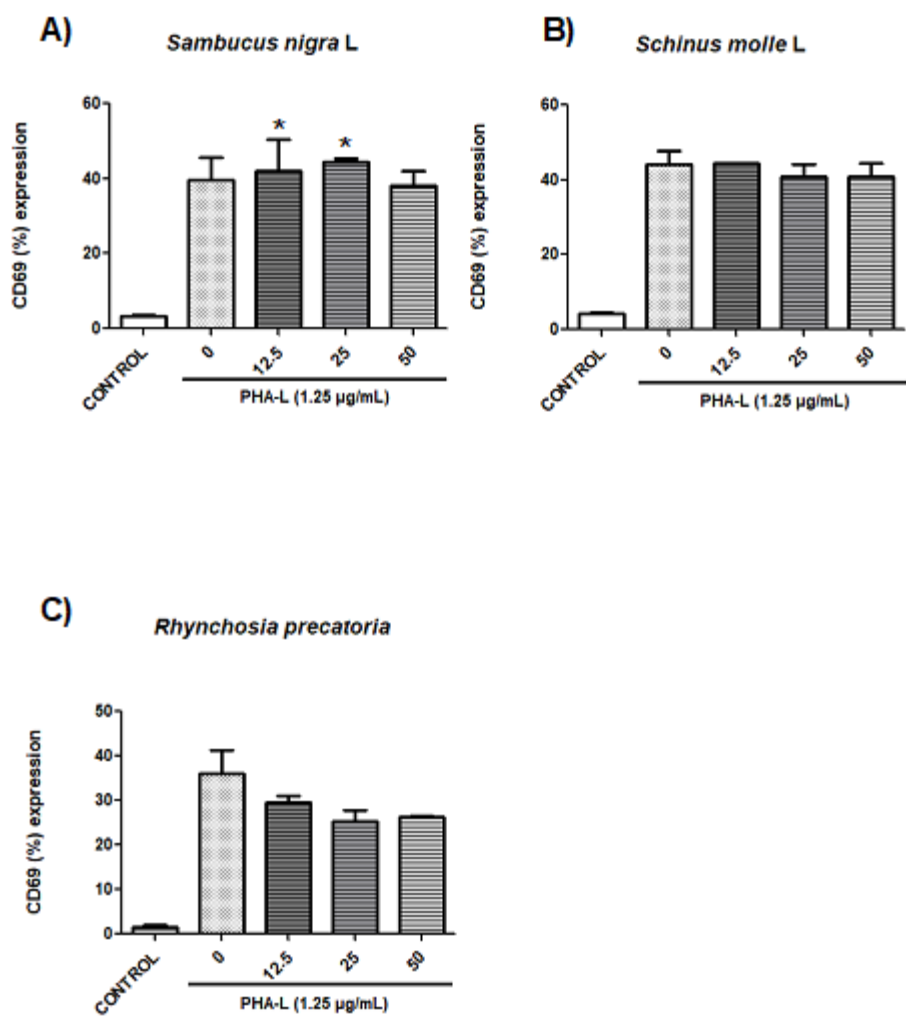 A)
Sambucus nigra L
CD69 (%) expression
60
40
20
0
* *
CONTROL 0 12.5 25 50
PHA-L (1.25 µg/mL)
B)
Schinus molle L
CD69 (%) expression
60
40
20
0
CONTROL 0 12.5 25 50
PHA-L (1.25 µg/mL)
C)
Rhynchosia precatoria
CD69 (%) expression
50
40
30
20
10
0
CONTROL 0 12.5 25 50
PHA-L (1.25 µg/mL)